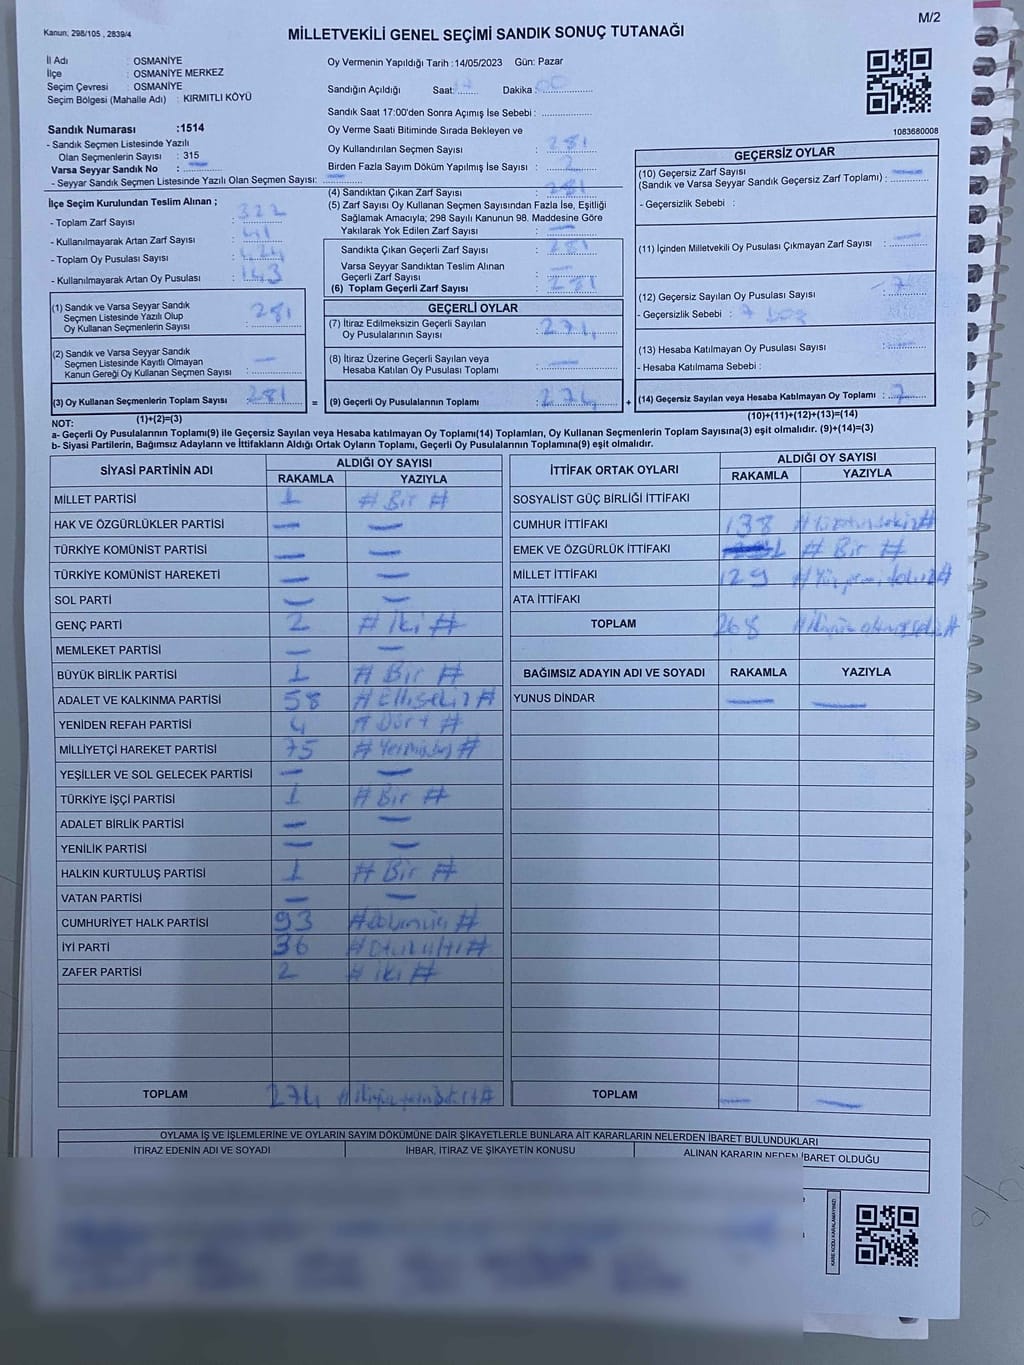 M/2
Kanun: 298/105 , 2839/4
MİLLETVEKİLİ GENEL SEÇİMİ SANDIK SONUÇ TUTANAĞI
İl Adı : OSMANİYE
İlçe : OSMANİYE MERKEZ
Seçim Çevresi : OSMANİYE
Seçim Bölgesi (Mahalle Adı) : KIRMITLI KÖYÜ
Sandık Numarası :1514
- Sandık Seçmen Listesinde Yazılı
Olan Seçmenlerin Sayısı : 315
Varsa Seyyar Sandık No : —
- Seyyar Sandık Seçmen Listesinde Yazılı Olan Seçmen Sayısı: —
İlçe Seçim Kurulundan Teslim Alınan ;
- Toplam Zarf Sayısı : 322
- Kullanılmayarak Artan Zarf Sayısı : 41
- Toplam Oy Pusulası Sayısı : 424
- Kullanılmayarak Artan Oy Pusulası : 143
(1) Sandık ve Varsa Seyyar Sandık
Seçmen Listesinde Yazılı Olup
Oy Kullanan Seçmenlerin Sayısı : 281
(2) Sandık ve Varsa Seyyar Sandık
Seçmen Listesinde Kayıtlı Olmayan
Kanun Gereği Oy Kullanan Seçmen Sayısı : —
(3) Oy Kullanan Seçmenlerin Toplam Sayısı : 281
(1)+(2)=(3)
Oy Vermenin Yapıldığı Tarih :14/05/2023 Gün: Pazar
Sandığın Açıldığı Saat: 17 Dakika : 00
Sandık Saat 17:00'den Sonra Açımış İse Sebebi :
Oy Verme Saati Bitiminde Sırada Bekleyen ve
Oy Kullandırılan Seçmen Sayısı : 281
Birden Fazla Sayım Döküm Yapılmış İse Sayısı : 2
(4) Sandıktan Çıkan Zarf Sayısı : 281
(5) Zarf Sayısı Oy Kullanan Seçmen Sayısından Fazla İse, Eşitliği
Sağlamak Amacıyla; 298 Sayılı Kanunun 98. Maddesine Göre
Yakılarak Yok Edilen Zarf Sayısı : —
Sandıkta Çıkan Geçerli Zarf Sayısı : 281
Varsa Seyyar Sandıktan Teslim Alınan
Geçerli Zarf Sayısı : —
(6) Toplam Geçerli Zarf Sayısı : 281
GEÇERLİ OYLAR
(7) İtiraz Edilmeksizin Geçerli Sayılan
Oy Pusulalarının Sayısı : 274
(8) İtiraz Üzerine Geçerli Sayılan veya
Hesaba Katılan Oy Pusulası Toplamı : —
= (9) Geçerli Oy Pusulalarının Toplamı : 274
1083680008
GEÇERSİZ OYLAR
(10) Geçersiz Zarf Sayısı
(Sandık ve Varsa Seyyar Sandık Geçersiz Zarf Toplamı) : —
- Geçersizlik Sebebi :
(11) İçinden Milletvekili Oy Pusulası Çıkmayan Zarf Sayısı : —
(12) Geçersiz Sayılan Oy Pusulası Sayısı : 7
- Geçersizlik Sebebi : 7
(13) Hesaba Katılmayan Oy Pusulası Sayısı : —
- Hesaba Katılmama Sebebi :
+ (14) Geçersiz Sayılan veya Hesaba Katılmayan Oy Toplamı : 7
(10)+(11)+(12)+(13)=(14)
NOT:
a- Geçerli Oy Pusulalarının Toplamı(9) ile Geçersiz Sayılan veya Hesaba katılmayan Oy Toplamı(14) Toplamları, Oy Kullanan Seçmenlerin Toplam Sayısına(3) eşit olmalıdır. (9)+(14)=(3)
b- Siyasi Partilerin, Bağımsız Adayların ve İttifakların Aldığı Ortak Oyların Toplamı, Geçerli Oy Pusulalarının Toplamına(9) eşit olmalıdır.
SİYASİ PARTİNİN ADI ALDIĞI OY SAYISI
RAKAMLA YAZIYLA
MİLLET PARTİSİ 1 # Bir #
HAK VE ÖZGÜRLÜKLER PARTİSİ — —
TÜRKİYE KOMÜNİST PARTİSİ — —
TÜRKİYE KOMÜNİST HAREKETİ — —
SOL PARTİ — —
GENÇ PARTİ 2 # İki #
MEMLEKET PARTİSİ — —
BÜYÜK BİRLİK PARTİSİ 1 # Bir #
ADALET VE KALKINMA PARTİSİ 58 # Ellisekiz #
YENİDEN REFAH PARTİSİ 4 # Dört #
MİLLİYETÇİ HAREKET PARTİSİ 75 # Yetmişbeş #
YEŞİLLER VE SOL GELECEK PARTİSİ — —
TÜRKİYE İŞÇİ PARTİSİ 1 # Bir #
ADALET BİRLİK PARTİSİ — —
YENİLİK PARTİSİ — —
HALKIN KURTULUŞ PARTİSİ 1 # Bir #
VATAN PARTİSİ — —
CUMHURİYET HALK PARTİSİ 93
İYİ PARTİ 36 # Otuzaltı #
ZAFER PARTİSİ 2 # İki #
TOPLAM 274
İTTİFAK ORTAK OYLARI ALDIĞI OY SAYISI
RAKAMLA YAZIYLA
SOSYALİST GÜÇ BİRLİĞİ İTTİFAKI
CUMHUR İTTİFAKI 138
EMEK VE ÖZGÜRLÜK İTTİFAKI 1 # Bir #
MİLLET İTTİFAKI 129
ATA İTTİFAKI
TOPLAM 268
BAĞIMSIZ ADAYIN ADI VE SOYADI RAKAMLA YAZIYLA
YUNUS DİNDAR — —
TOPLAM — —
OYLAMA İŞ VE İŞLEMLERİNE VE OYLARIN SAYIM DÖKÜMÜNE DAİR ŞİKAYETLERLE BUNLARA AİT KARARLARIN NELERDEN İBARET BULUNDUKLARI
İTİRAZ EDENİN ADI VE SOYADI İHBAR, İTİRAZ VE ŞİKAYETİN KONUSU ALINAN KARARIN NEDEN İBARET OLDUĞU
KARE KODU KARALAMAYINIZ!